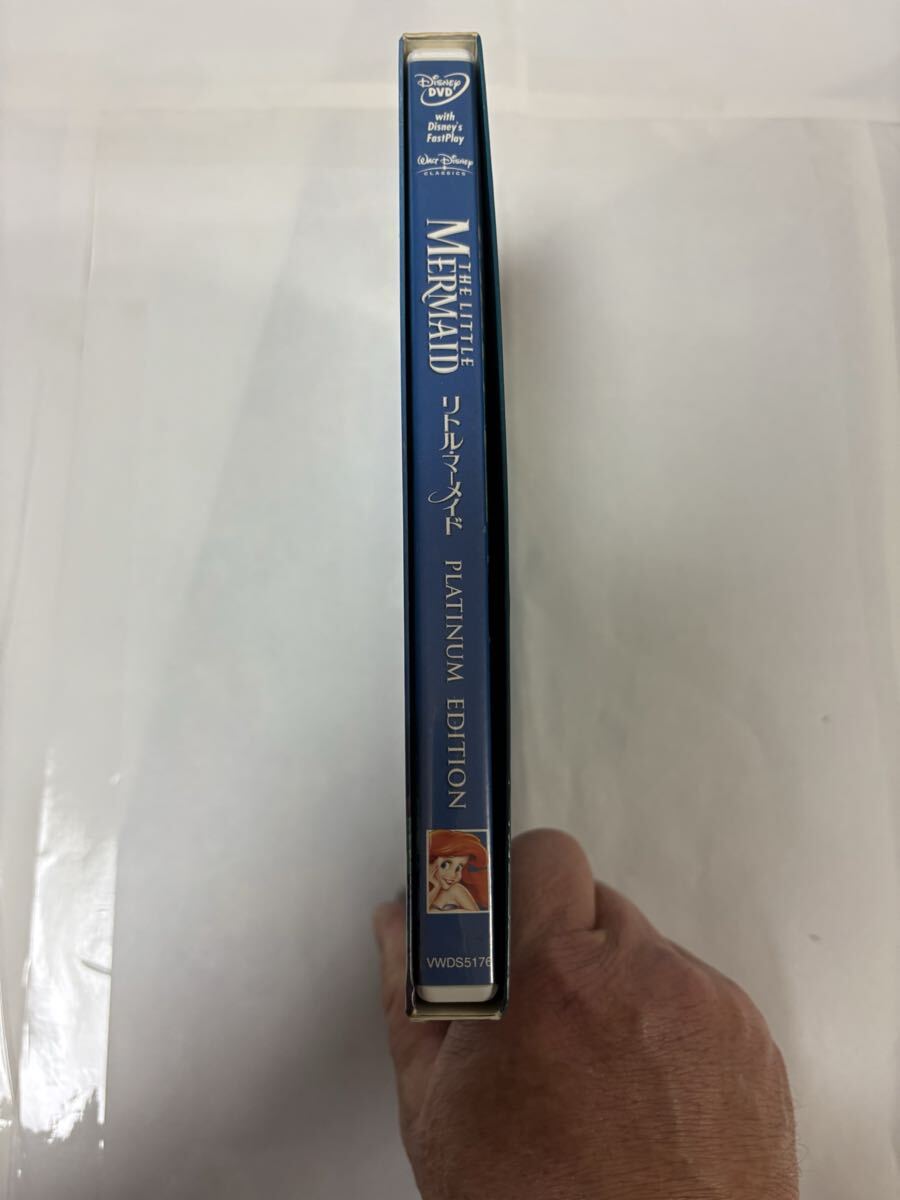 Disney
DVD
with
Disney's
FastPlay
Walt Disney
CLASSICS
THE LITTLE
MERMAID
リトル・マーメイド
PLATINUM EDITION
VWDS5176